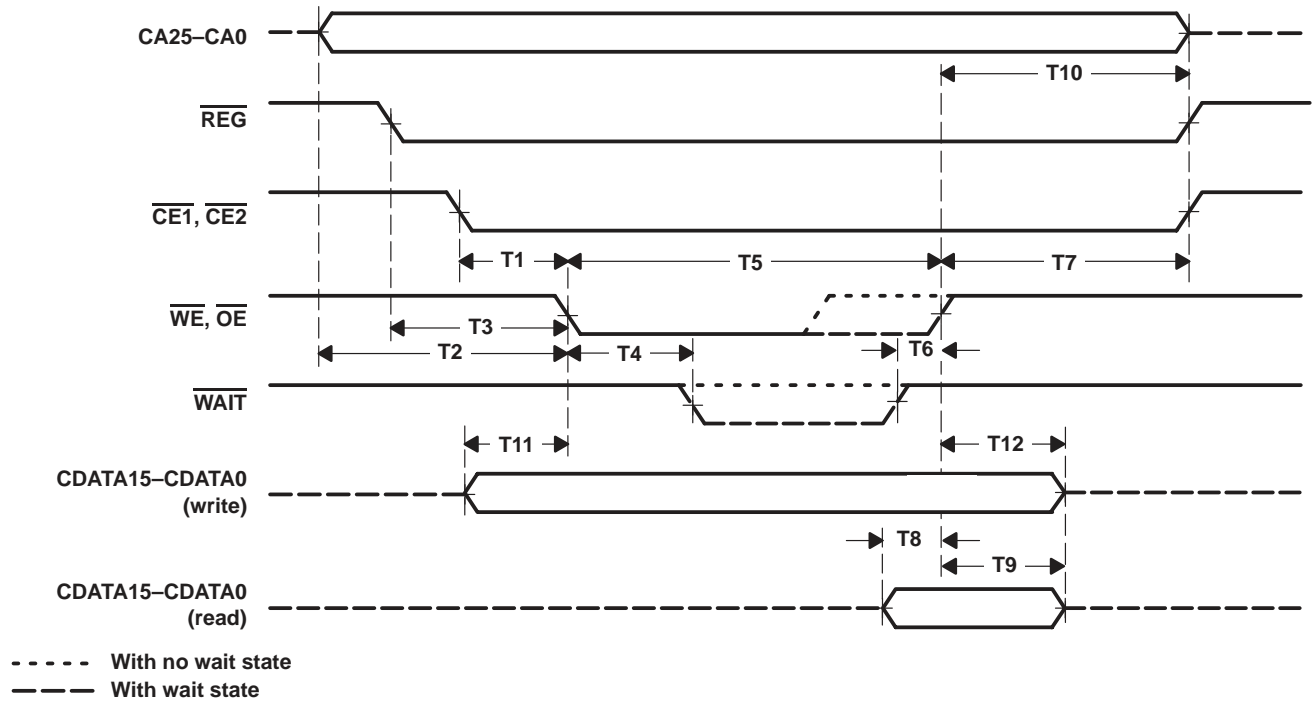 CA25–CA0
T10
REG
CE1, CE2
T1
T5
T7
WE, OE
T3
T2
T4
T6
WAIT
T11
T12
CDATA15–CDATA0
(write)
T8
T9
CDATA15–CDATA0
(read)
With no wait state
With wait state